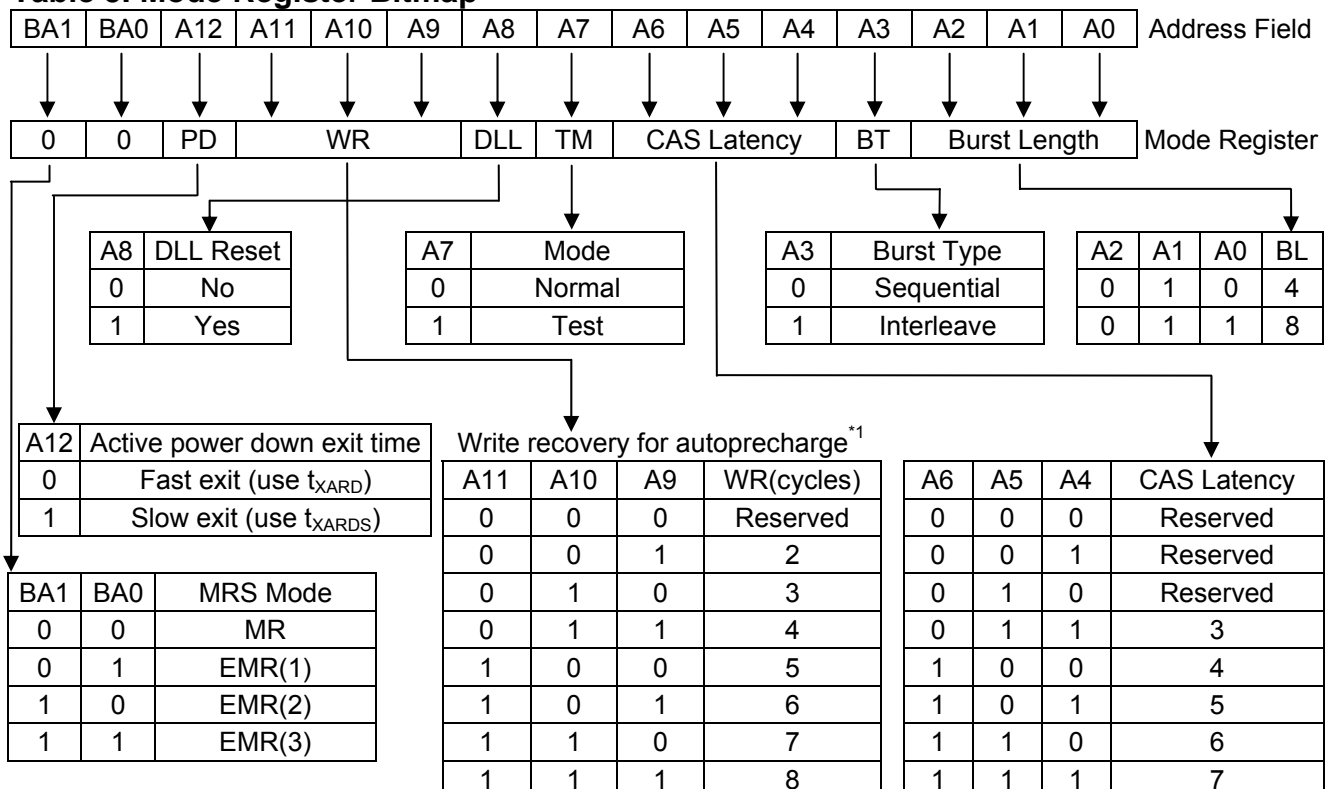 Table 3. Mode Register Bitmap
BA1 BA0 A12 A11 A10 A9 A8 A7 A6 A5 A4 A3 A2 A1 A0 Address Field
0 0 PD WR DLL TM CAS Latency BT Burst Length Mode Register
A8 DLL Reset
0 No
1 Yes
A7 Mode
0 Normal
1 Test
A3 Burst Type
0 Sequential
1 Interleave
A2 A1 A0 BL
0 1 0 4
0 1 1 8
A12 Active power down exit time
0 Fast exit (use tXARD)
1 Slow exit (use tXARDS)
BA1 BA0 MRS Mode
0 0 MR
0 1 EMR(1)
1 0 EMR(2)
1 1 EMR(3)
Write recovery for autoprecharge*1
A11 A10 A9 WR(cycles)
0 0 0 Reserved
0 0 1 2
0 1 0 3
0 1 1 4
1 0 0 5
1 0 1 6
1 1 0 7
1 1 1 8
A6 A5 A4 CAS Latency
0 0 0 Reserved
0 0 1 Reserved
0 1 0 Reserved
0 1 1 3
1 0 0 4
1 0 1 5
1 1 0 6
1 1 1 7